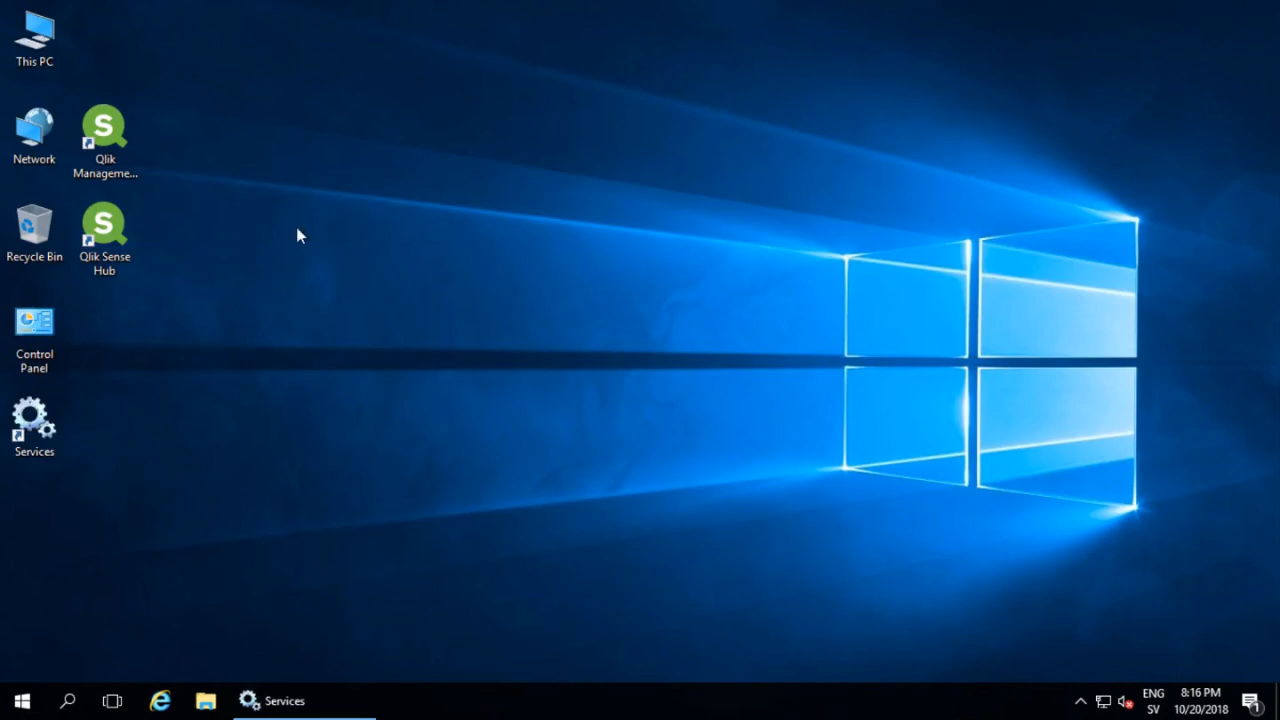 This PC
Network
S
Qlik
Manageme...
Recycle Bin
S
Qlik Sense
Hub
Control
Panel
Services
Services
ENG
SV
8:16 PM
10/20/2018
1